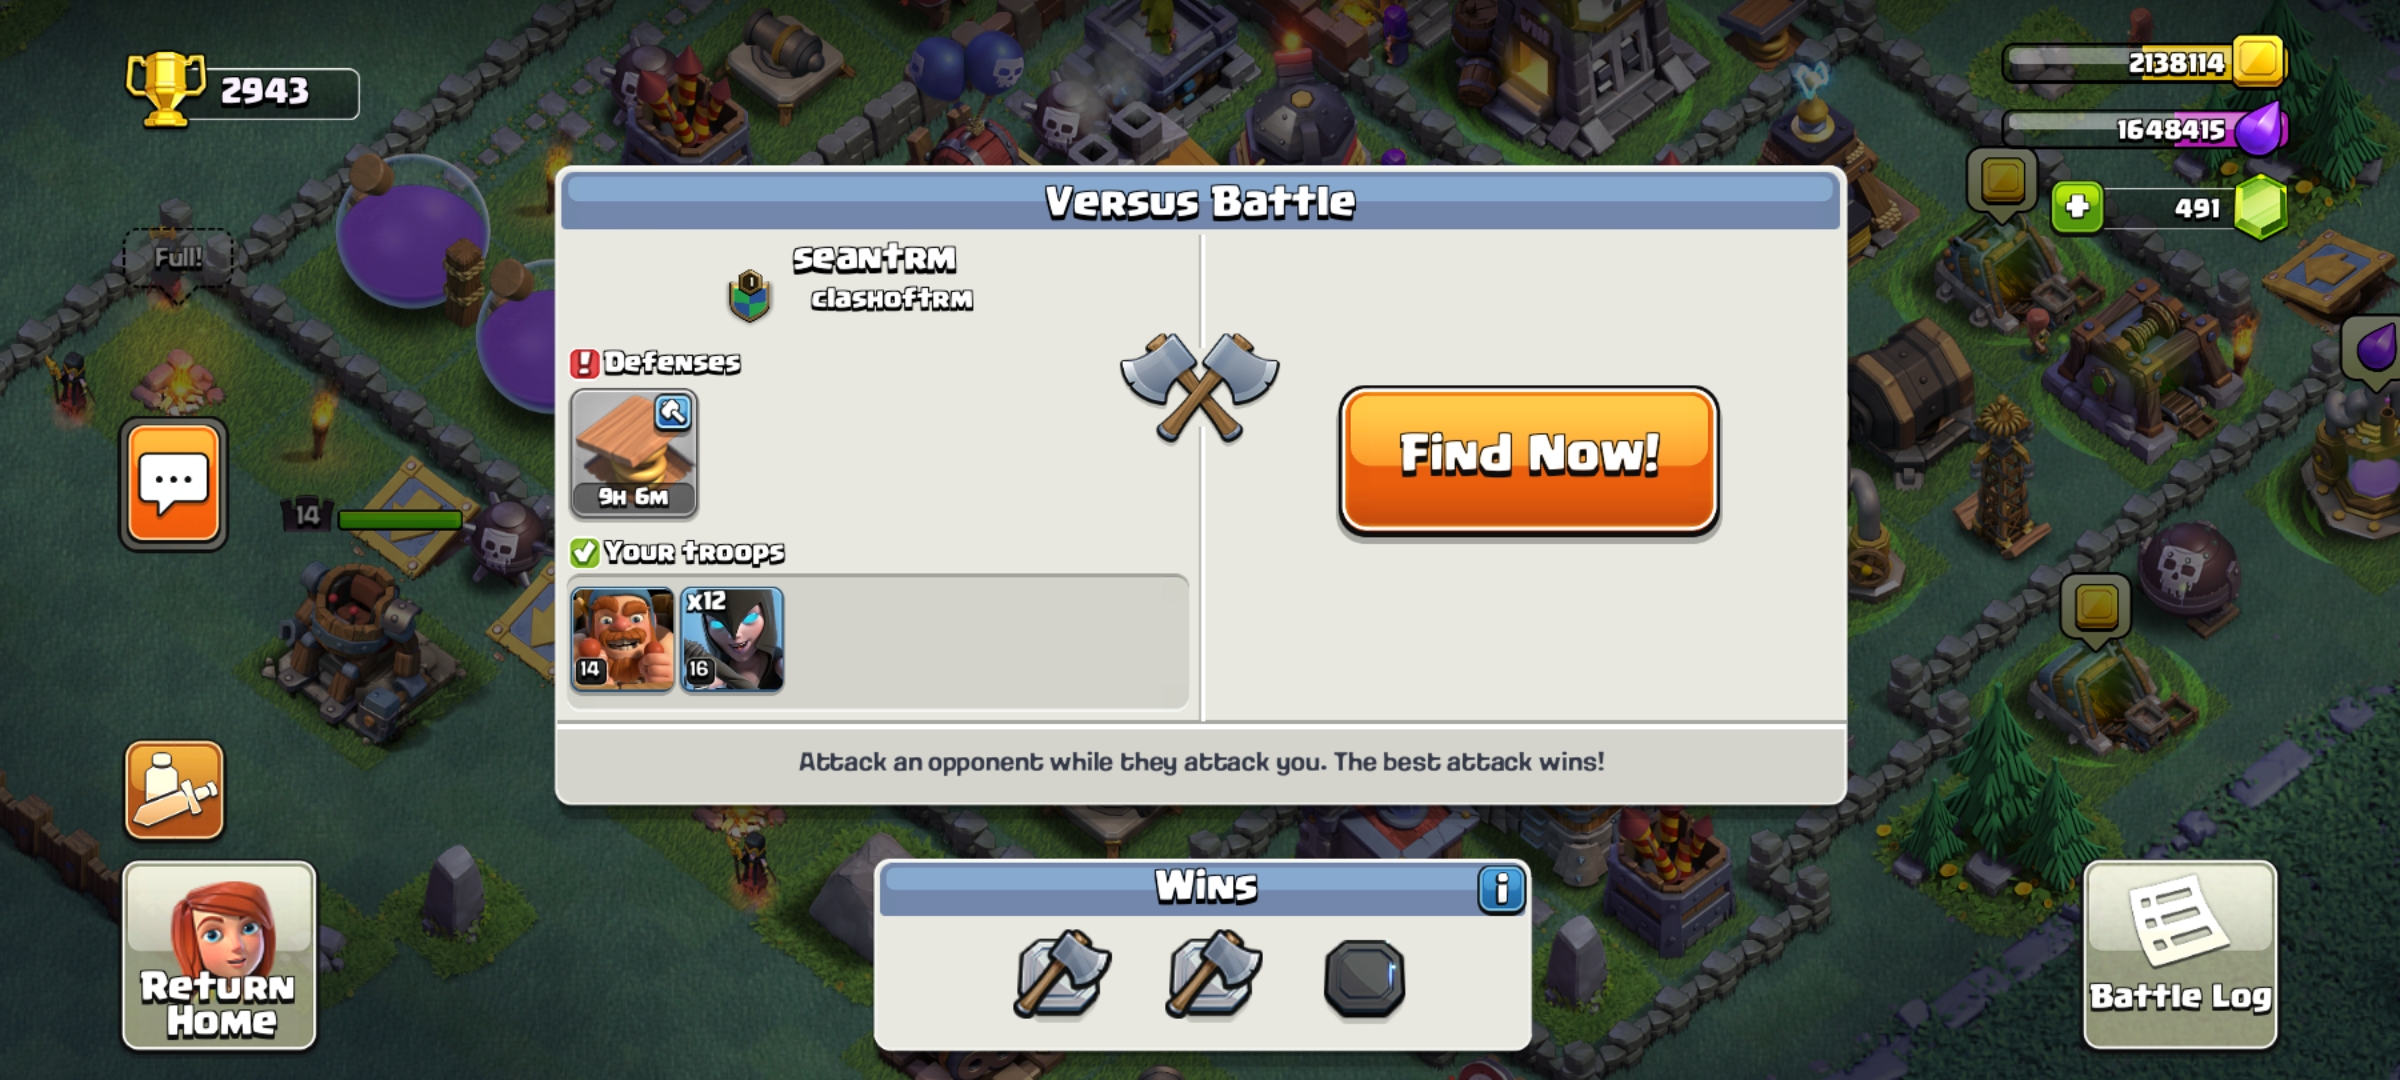 2943
2138114
1648415
491
Full!
Versus Battle
seantrm
clashoftrm
1
Defenses
9H 6M
Find Now!
14
Your troops
x12
14
16
Attack an opponent while they attack you. The best attack wins!
Wins
i
Return
Home
Battle Log